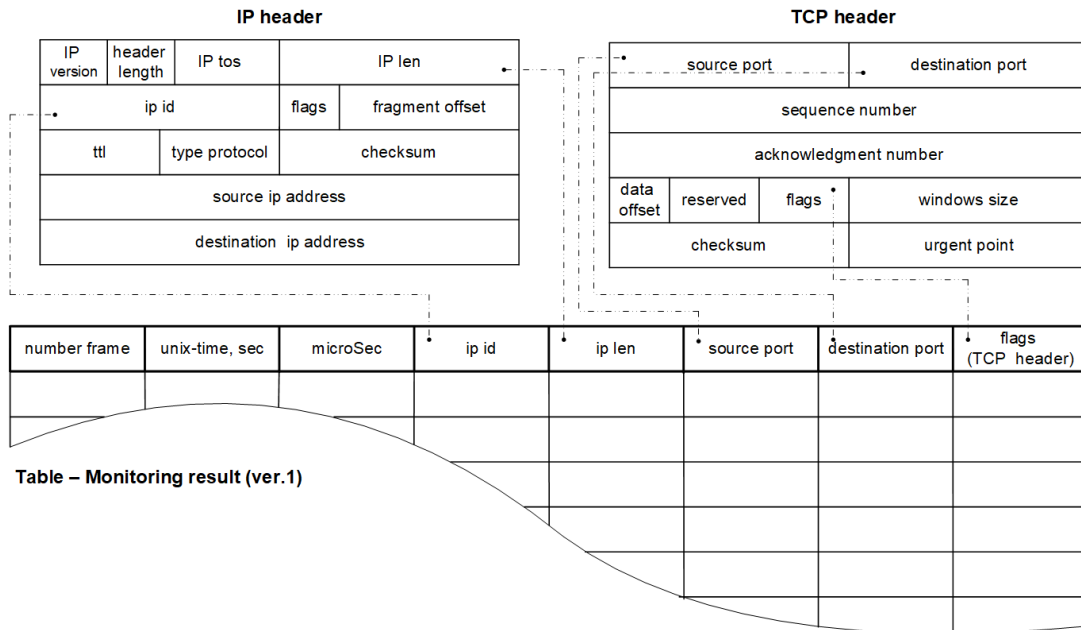 IP header
IP
version
header
length
IP tos
IP len
ip id
flags
fragment offset
ttl
type protocol
checksum
source ip address
destination  ip address
TCP header
source port
destination port
sequence number
acknowledgment number
data
offset
reserved
flags
windows size
checksum
urgent point
number frame
unix-time, sec
microSec
ip id
ip len
source port
destination port
flags
(TCP  header)
Table – Monitoring result (ver.1)